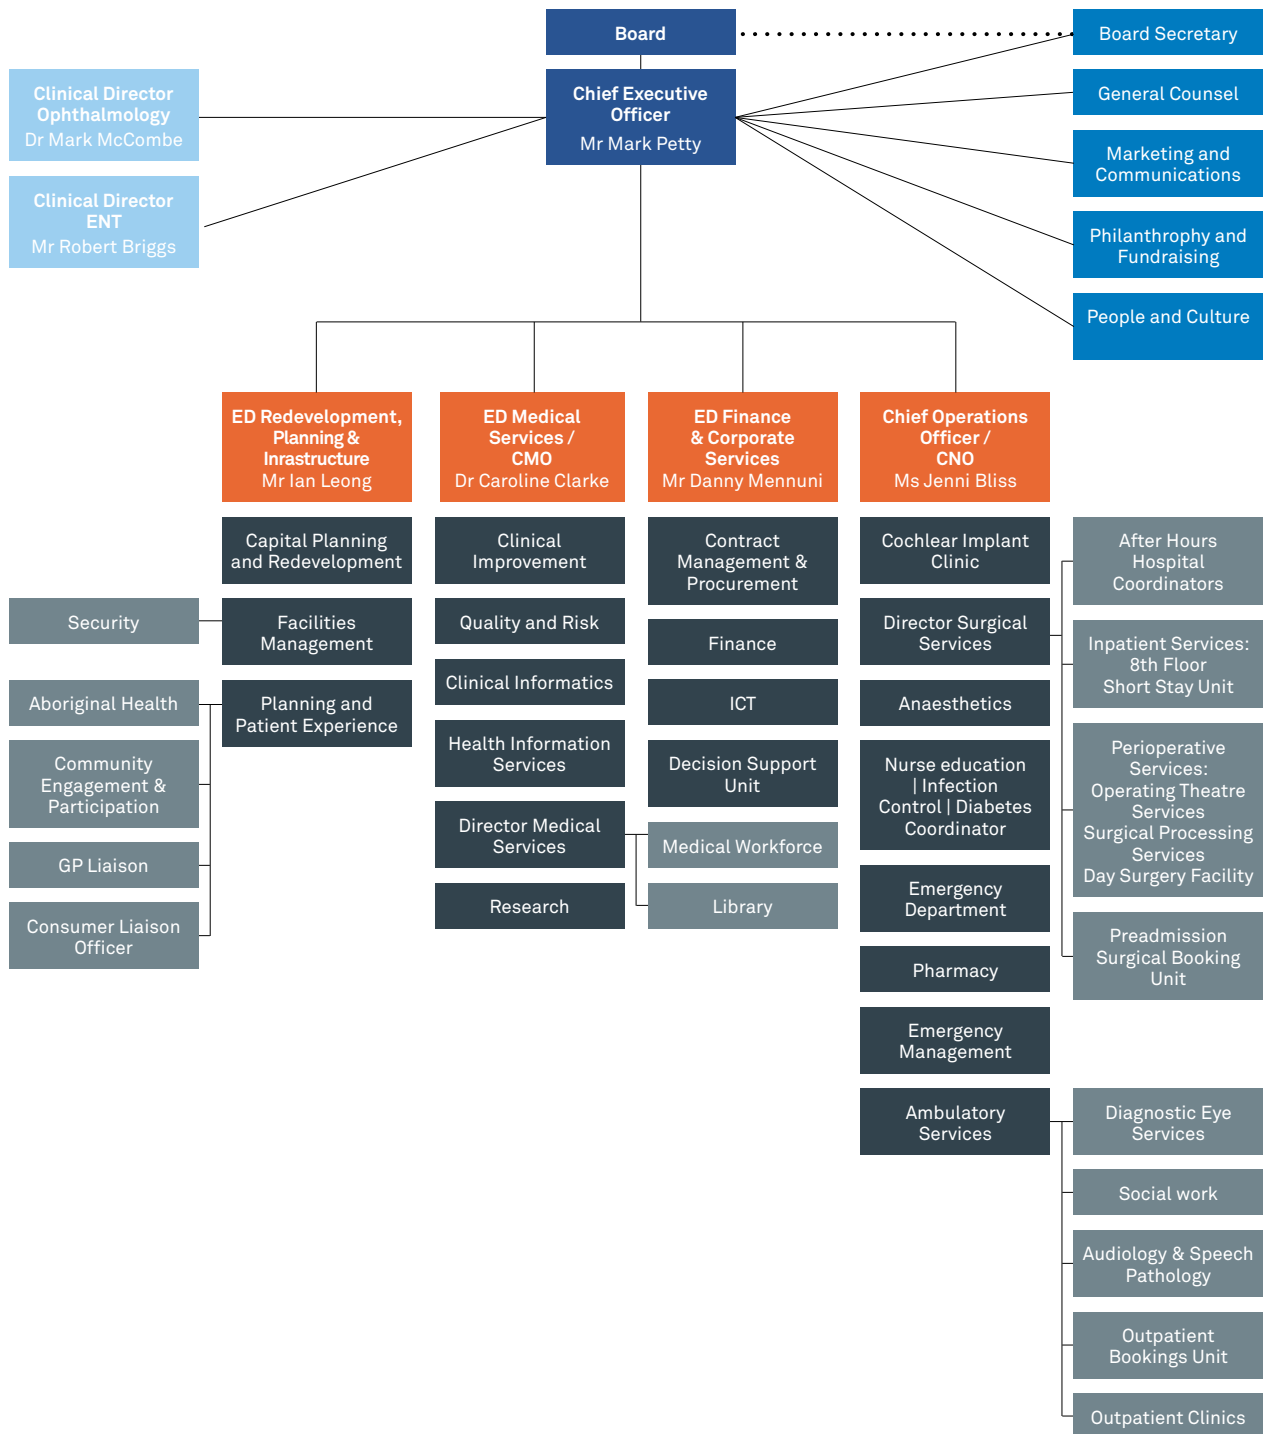 Board
Board Secretary
Chief Executive
Officer
Mr Mark Petty
Clinical Director
Ophthalmology
Dr Mark McCombe
Clinical Director
ENT
Mr Robert Briggs
General Counsel
Marketing and
Communications
Philanthropy and
Fundraising
People and Culture
ED Redevelopment,
Planning &
Inrastructure
Mr Ian Leong
ED Medical
Services /
CMO
Dr Caroline Clarke
ED Finance
& Corporate
Services
Mr Danny Mennuni
Chief Operations
Officer /
CNO
Ms Jenni Bliss
Capital Planning
and Redevelopment
Facilities
Management
Security
Planning and
Patient Experience
Aboriginal Health
Community
Engagement &
Participation
GP Liaison
Consumer Liaison
Officer
Clinical
Improvement
Quality and Risk
Clinical Informatics
Health Information
Services
Director Medical
Services
Research
Contract
Management &
Procurement
Finance
ICT
Decision Support
Unit
Medical Workforce
Library
Cochlear Implant
Clinic
Director Surgical
Services
Anaesthetics
Nurse education
| Infection
Control | Diabetes
Coordinator
Emergency
Department
Pharmacy
Emergency
Management
Ambulatory
Services
After Hours
Hospital
Coordinators
Inpatient Services:
8th Floor
Short Stay Unit
Perioperative
Services:
Operating Theatre
Services
Surgical Processing
Services
Day Surgery Facility
Preadmission
Surgical Booking
Unit
Diagnostic Eye
Services
Social work
Audiology & Speech
Pathology
Outpatient
Bookings Unit
Outpatient Clinics